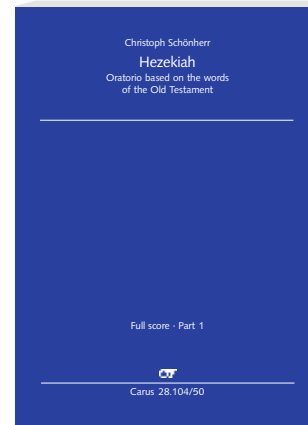 Christoph Schönherr
Hezekiah
Oratorio based on the words
of the Old Testament
Full score · Part 1
Carus 28.104/50